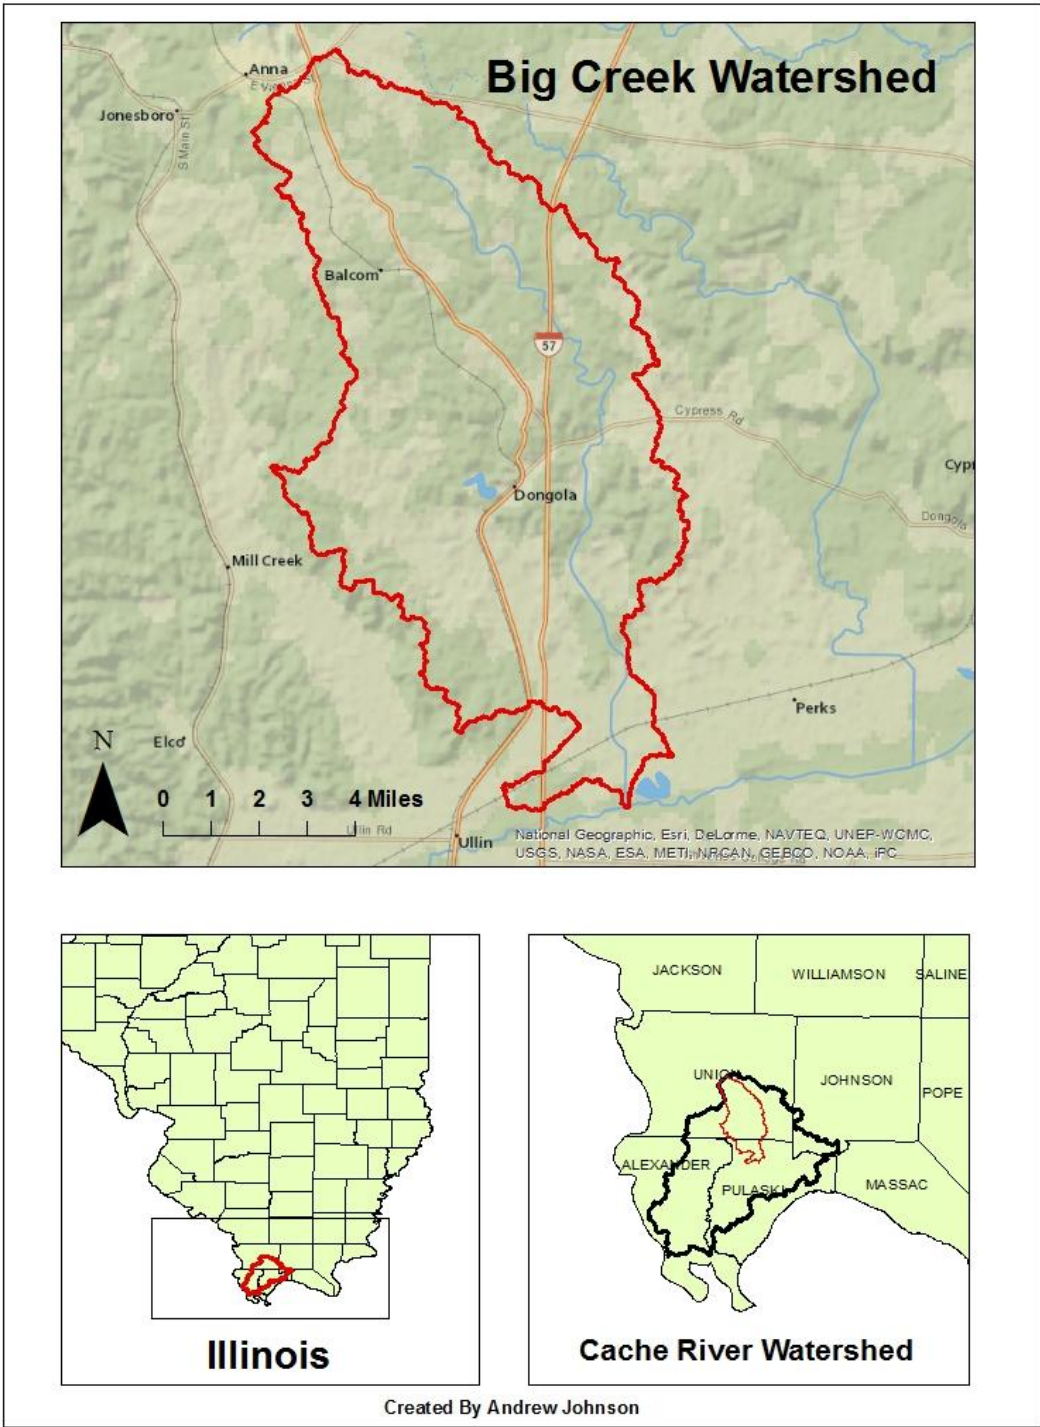 Big Creek Watershed
Anna
E Vienna St
Jonesboro
S Main St
Balcom
57
Cypress Rd
Cypr
Dongola
Dongola
Mill Creek
Perks
N
Elco
0 1 2 3 4 Miles
Ullin Rd
Ullin
National Geographic, Esri, DeLorme, NAVTEQ, UNEP-WCMC,
USGS, NASA, ESA, METI, NRCAN, GEBCO, NOAA, iPC
JACKSON
WILLIAMSON
SALINE
UNION
JOHNSON
POPE
ALEXANDER
PULASKI
MASSAC
Illinois
Cache River Watershed
Created By Andrew Johnson